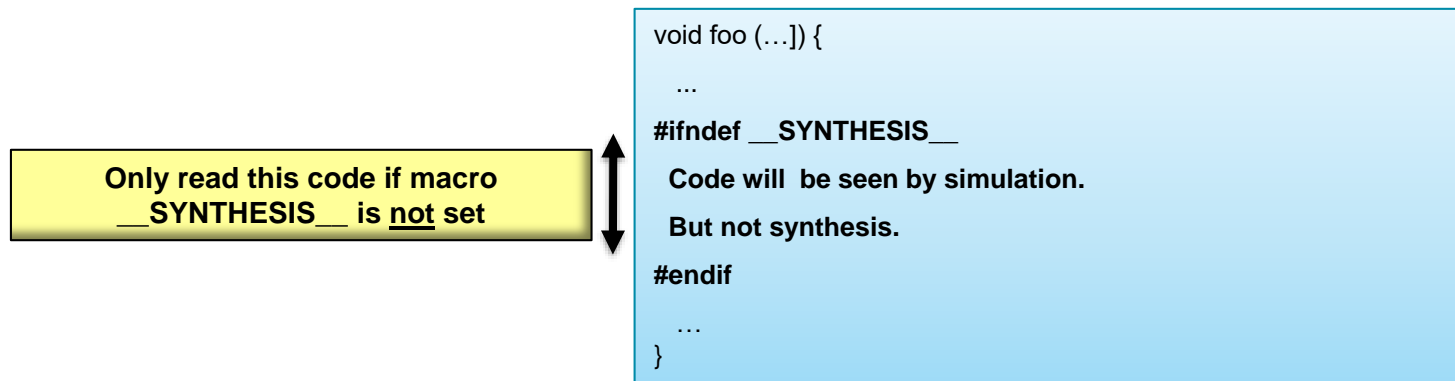 Only read this code if macro
__SYNTHESIS__ is not set
void foo (…]) {
...
#ifndef __SYNTHESIS__
Code will be seen by simulation.
But not synthesis.
#endif
…
}